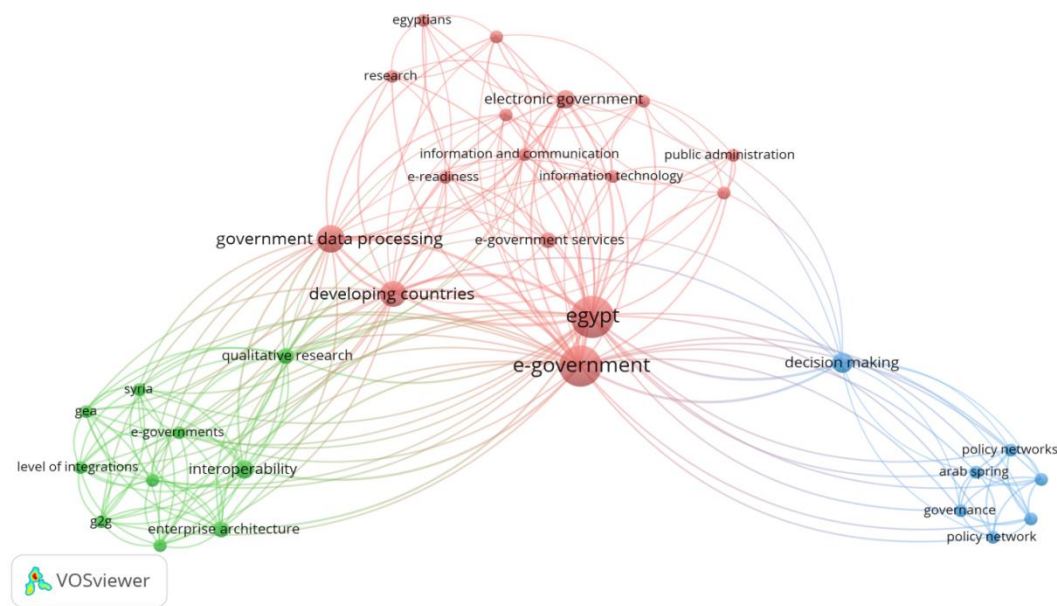 egyptians
research
electronic government
information and communication
public administration
e-readiness
information technology
government data processing
e-government services
developing countries
egypt
qualitative research
e-government
decision making
syria
gea
e-governments
level of integrations
interoperability
policy networks
arab spring
governance
g2g
enterprise architecture
policy network
VOSviewer